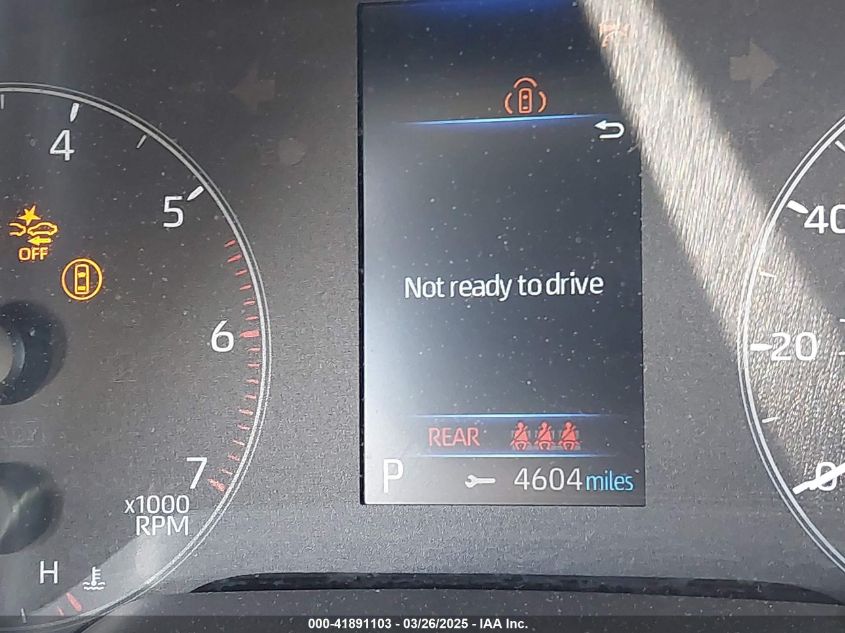 4
5
OFF
6
7
x1000
RPM
H
Not ready to drive
REAR
P
4604 miles
40
20
0
000-41891103 - 03/26/2025 - IAA Inc.